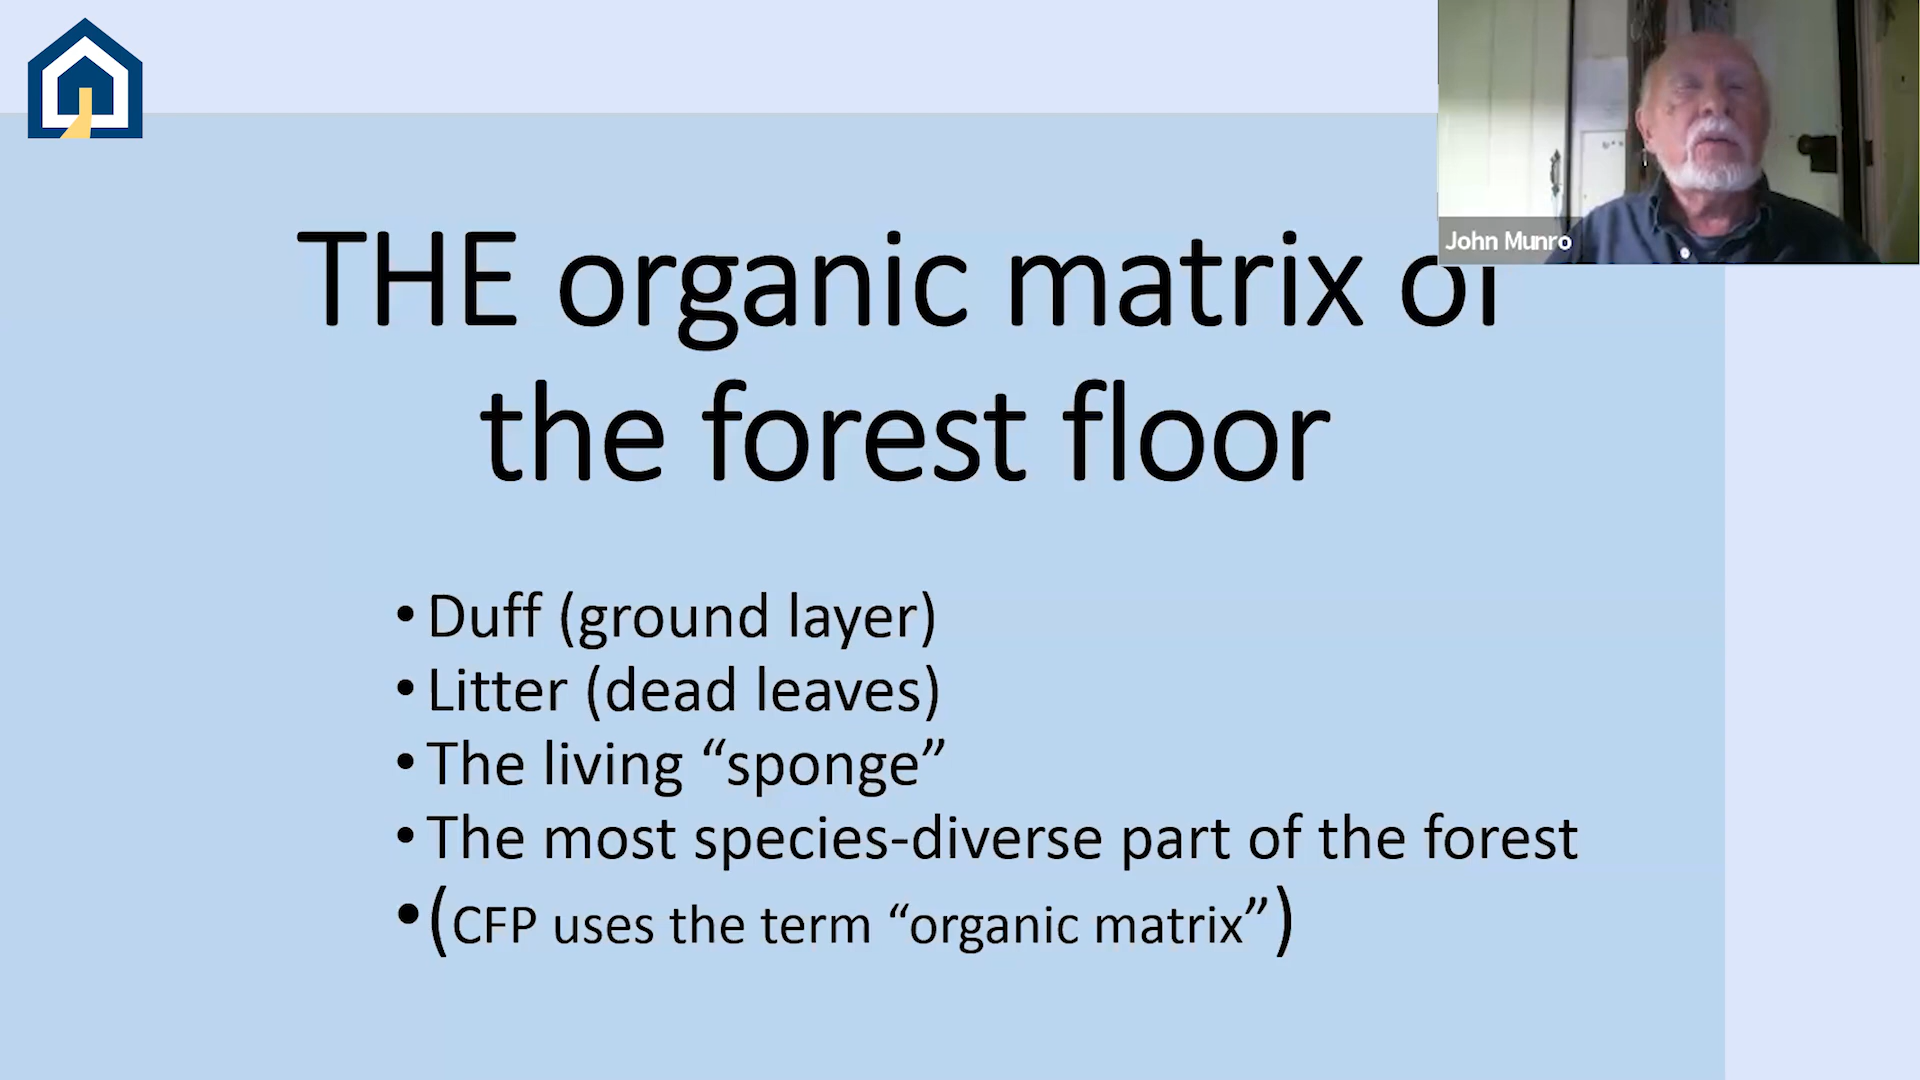 John Munro
THE organic matrix of
the forest floor
• Duff (ground layer)
• Litter (dead leaves)
• The living “sponge”
• The most species-diverse part of the forest
• (CFP uses the term “organic matrix”)